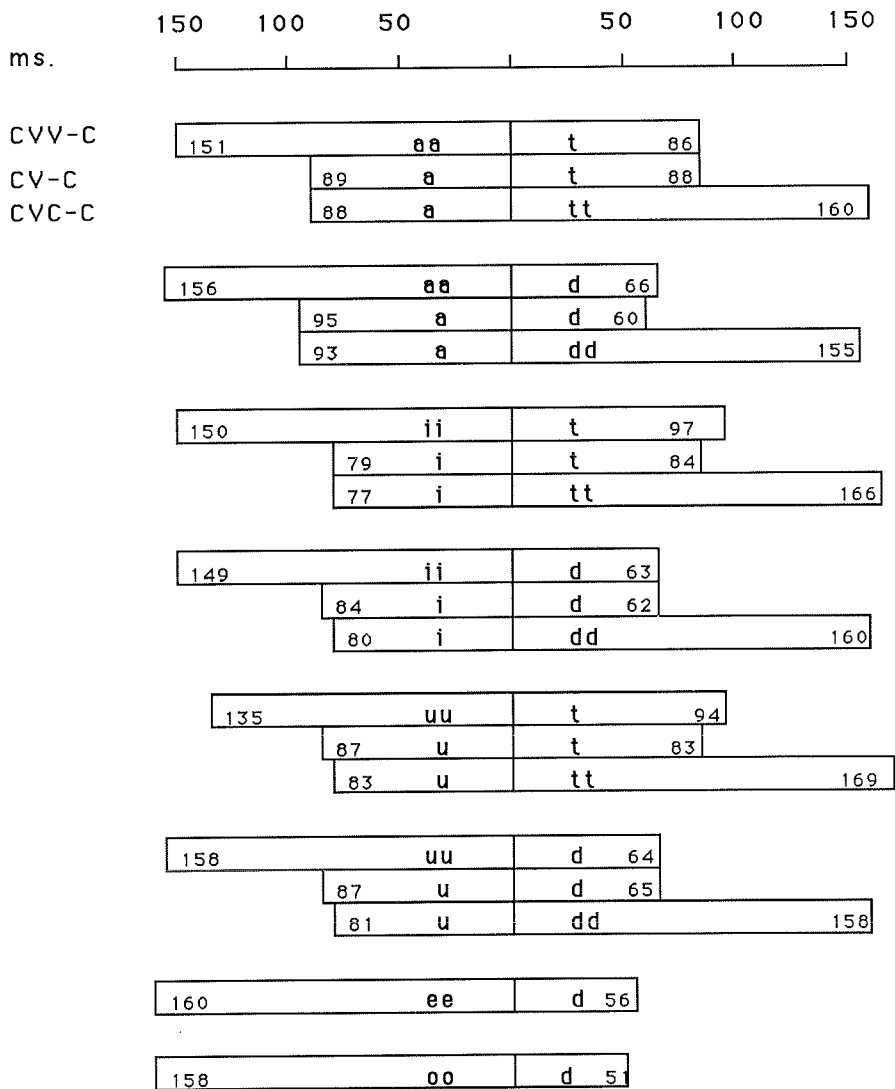 150 100 50 50 100 150
ms.
CVV-C 151 aa t 86
CV-C 89 a t 88
CVC-C 88 a tt 160
156 aa d 66
95 a d 60
93 a dd 155
150 ii t 97
79 i t 84
77 i tt 166
149 ii d 63
84 i d 62
80 i dd 160
135 uu t 94
87 u t 83
83 u tt 169
158 uu d 64
87 u d 65
81 u dd 158
160 ee d 56
158 oo d 51